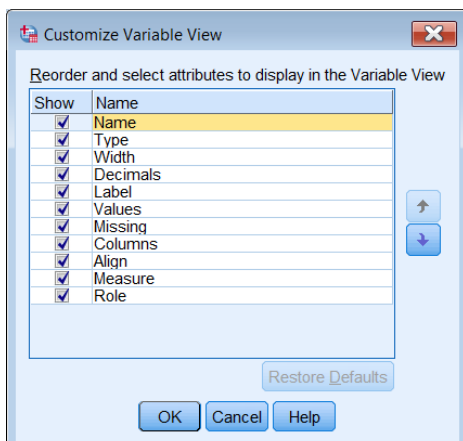 Customize Variable View
Reorder and select attributes to display in the Variable View
Show Name
Name
Type
Width
Decimals
Label
Values
Missing
Columns
Align
Measure
Role
Restore Defaults
OK Cancel Help